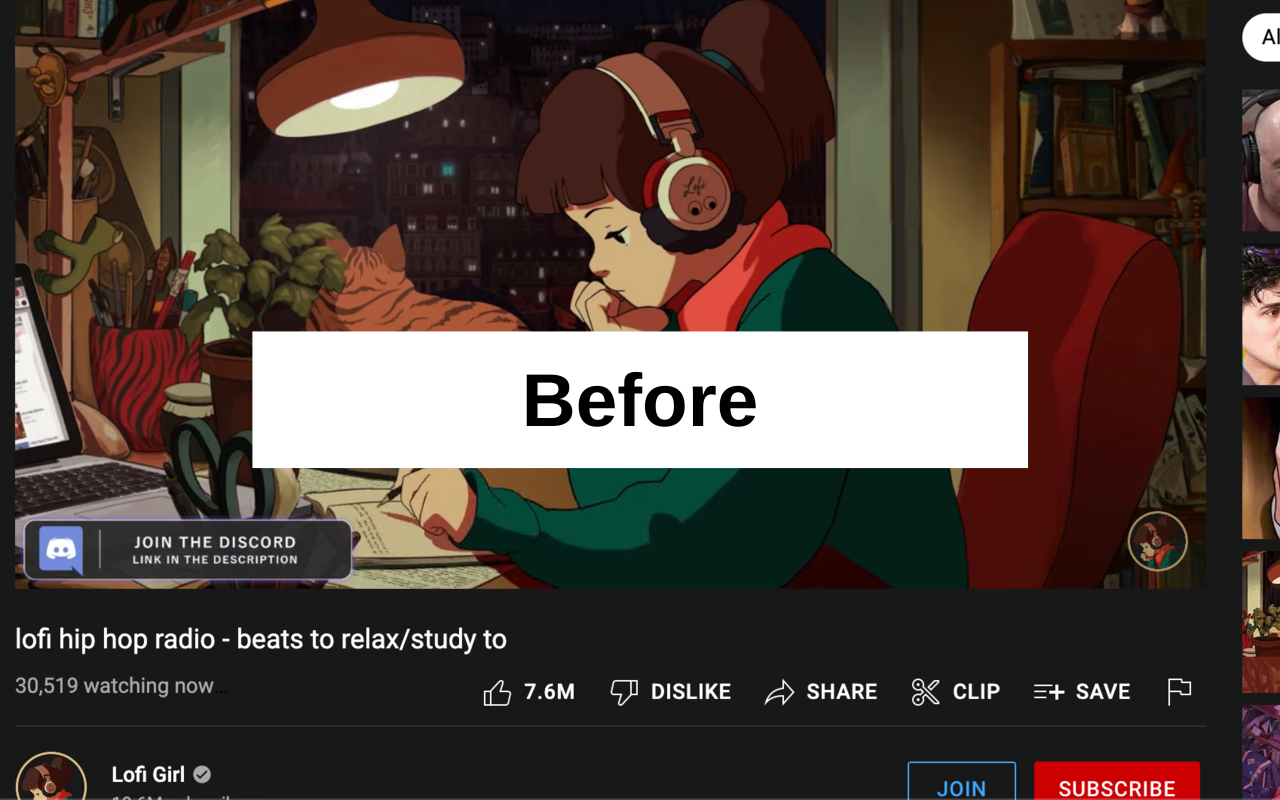 Al
Lofi
Before
JOIN THE DISCORD
LINK IN THE DESCRIPTION
lofi hip hop radio - beats to relax/study to
30,519 watching now...
7.6M
DISLIKE
SHARE
CLIP
SAVE
Lofi Girl
JOIN
SUBSCRIBE